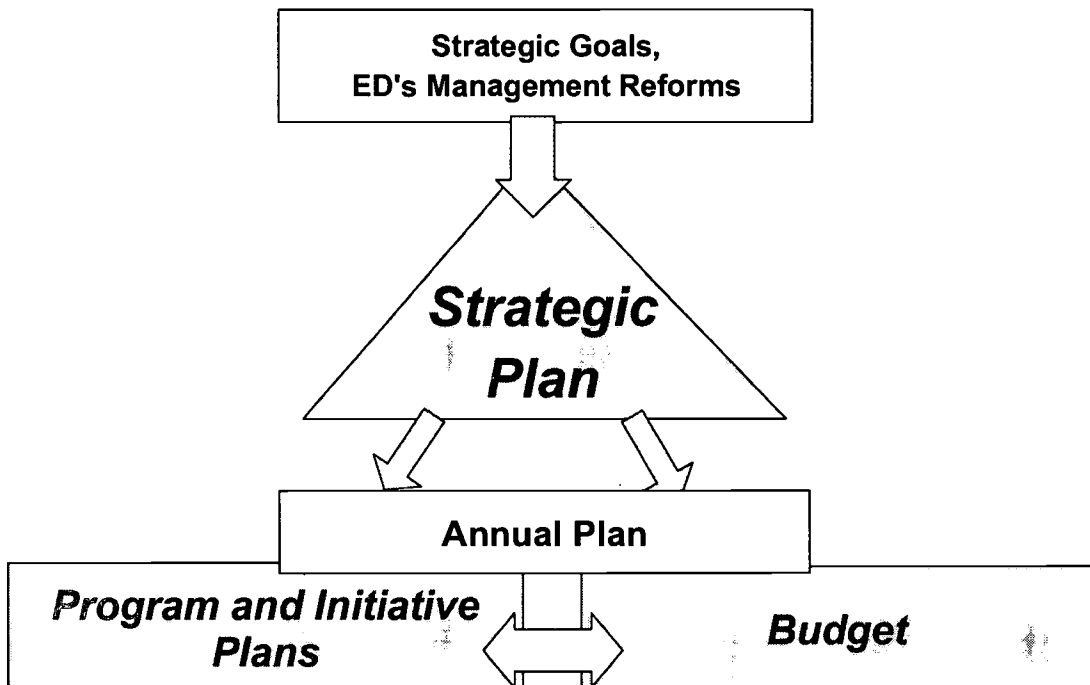 Strategic Goals,
ED's Management Reforms
Strategic
Plan
Annual Plan
Program and Initiative
Plans
Budget